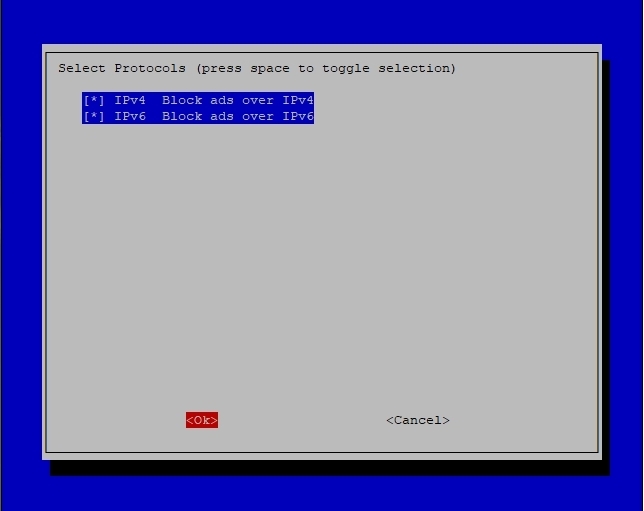 Select Protocols (press space to toggle selection)
[*] IPv4  Block ads over IPv4
[*] IPv6  Block ads over IPv6
<Ok>
<Cancel>